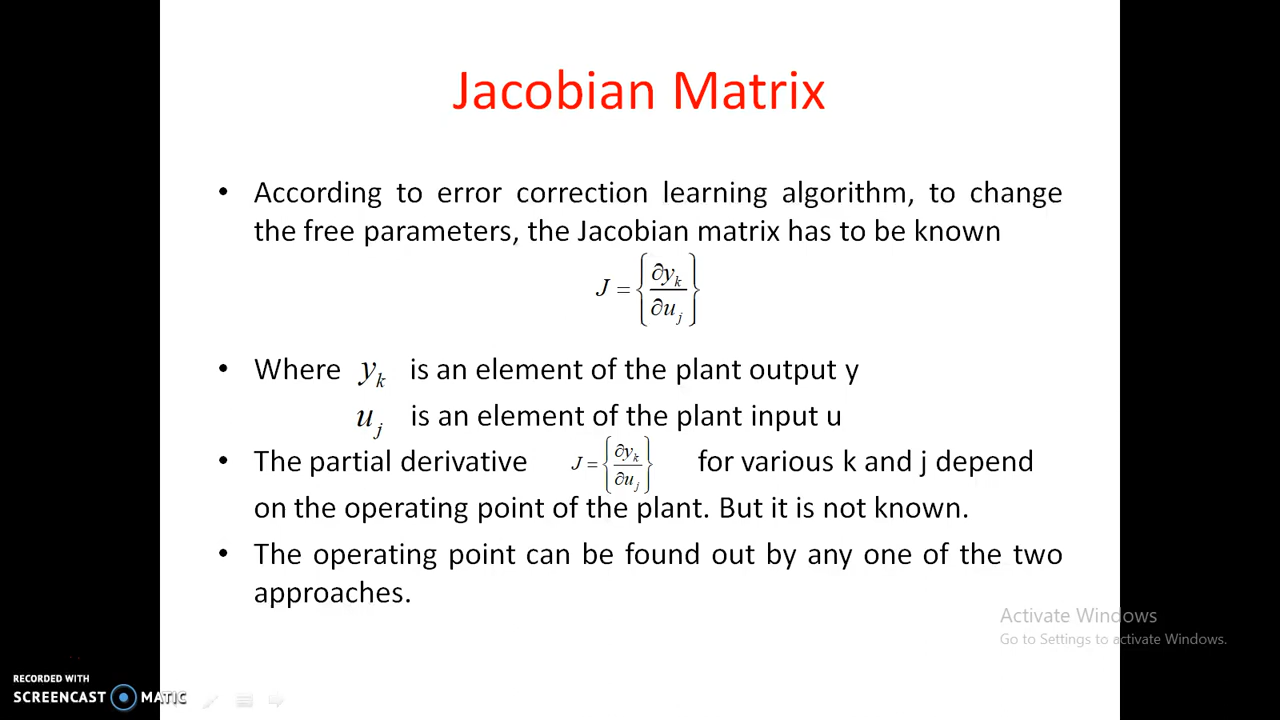 Jacobian Matrix
• According to error correction learning algorithm, to change
the free parameters, the Jacobian matrix has to be known
J = {∂y_k / ∂u_j}
• Where y_k is an element of the plant output y
u_j is an element of the plant input u
• The partial derivative J = {∂y_k / ∂u_j} for various k and j depend
on the operating point of the plant. But it is not known.
• The operating point can be found out by any one of the two
approaches.
Activate Windows
Go to Settings to activate Windows.
RECORDED WITH
SCREENCAST MATIC